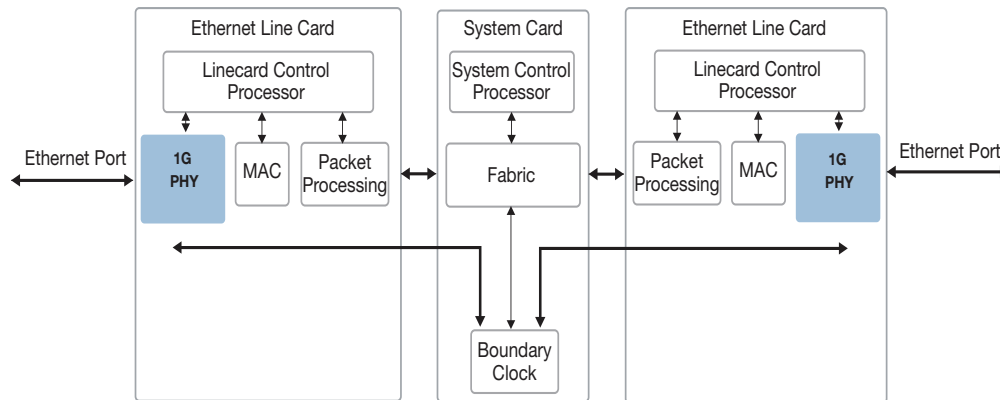 Ethernet Line Card
Linecard Control
Processor
Ethernet Port
1G
PHY
MAC
Packet
Processing
System Card
System Control
Processor
Fabric
Boundary
Clock
Ethernet Line Card
Linecard Control
Processor
Packet
Processing
MAC
1G
PHY
Ethernet Port